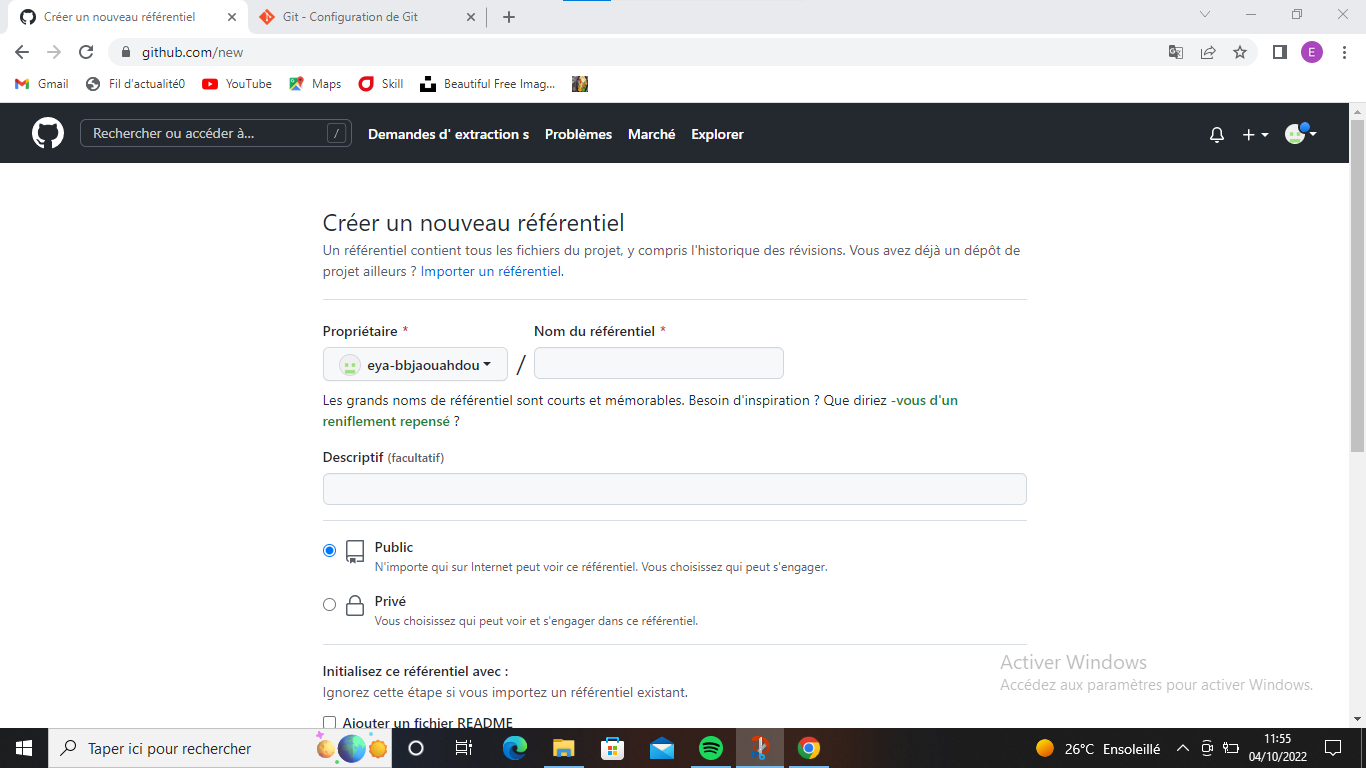 Créer un nouveau référentiel
Git - Configuration de Git
github.com/new
E
Gmail
Fil d'actualité0
YouTube
Maps
Skill
Beautiful Free Imag...
Rechercher ou accéder à...
/
Demandes d' extraction s
Problèmes
Marché
Explorer
Créer un nouveau référentiel
Un référentiel contient tous les fichiers du projet, y compris l'historique des révisions. Vous avez déjà un dépôt de
projet ailleurs ? Importer un référentiel.
Propriétaire *
Nom du référentiel *
eya-bbjaouahdou
/
Les grands noms de référentiel sont courts et mémorables. Besoin d'inspiration ? Que diriez -vous d'un
reniflement repensé ?
Descriptif (facultatif)
Public
N'importe qui sur Internet peut voir ce référentiel. Vous choisissez qui peut s'engager.
Privé
Vous choisissez qui peut voir et s'engager dans ce référentiel.
Initialisez ce référentiel avec :
Ignorez cette étape si vous importez un référentiel existant.
Ajouter un fichier README
Activer Windows
Accédez aux paramètres pour activer Windows.
Taper ici pour rechercher
26°C Ensoleillé
11:55
04/10/2022